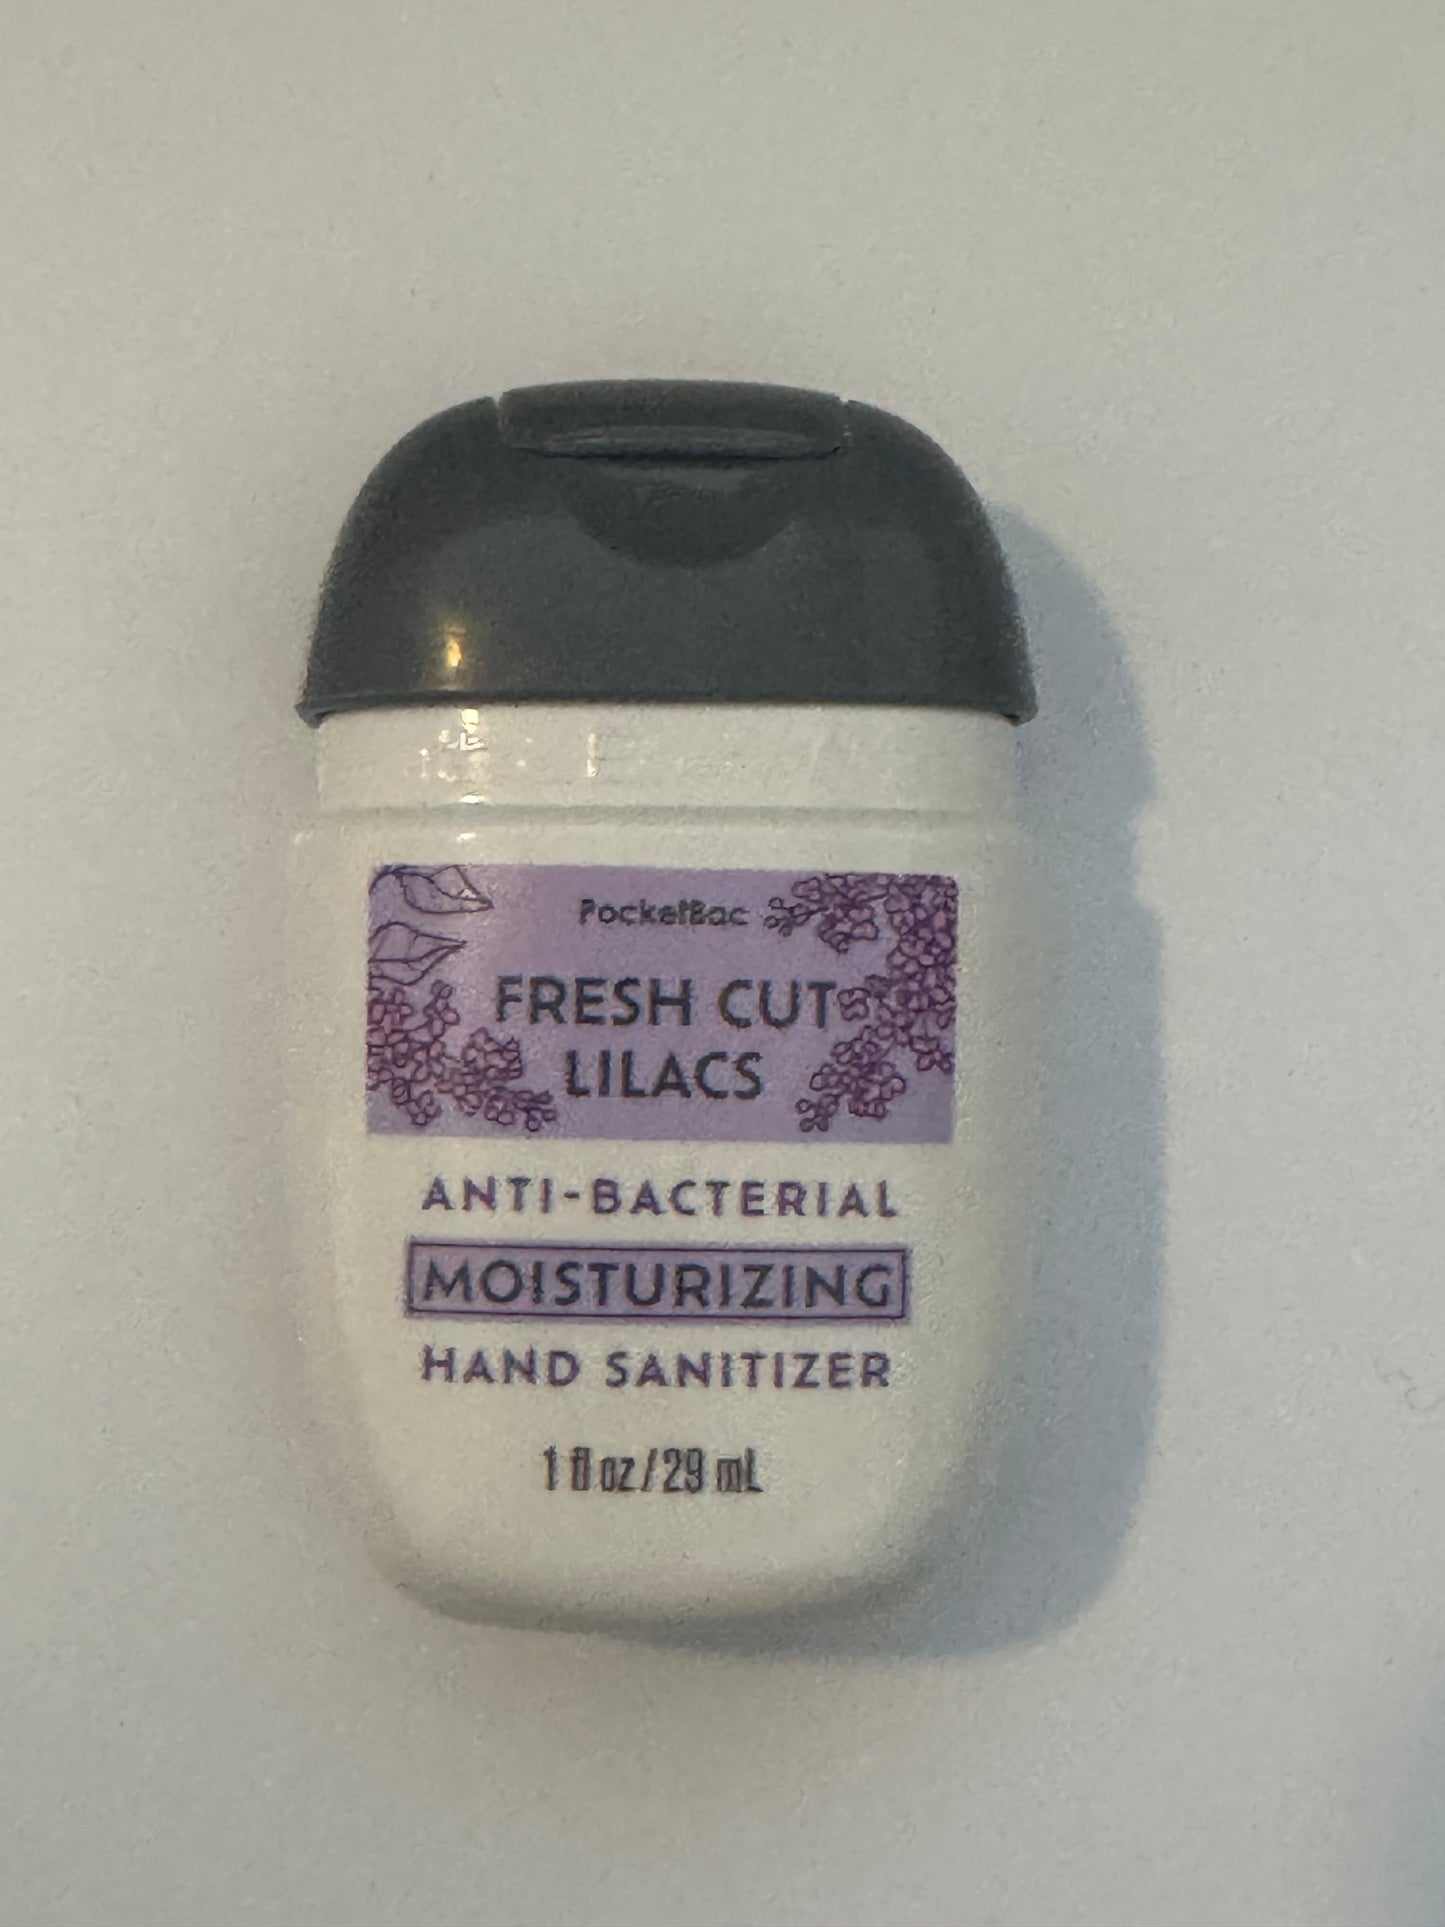 PocketBac
FRESH CUT
LILACS
ANTI-BACTERIAL
MOISTURIZING
HAND SANITIZER
1 fl oz/29 mL